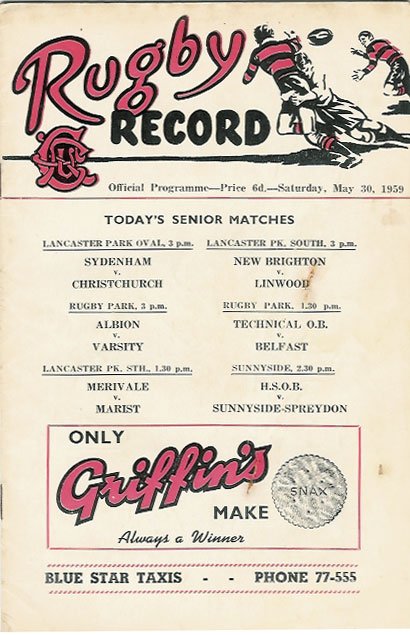 Rugby
RECORD
Official Programme—Price 6d.—Saturday, May 30, 1959
TODAY'S SENIOR MATCHES
LANCASTER PARK OVAL, 3 p.m.
SYDENHAM
v.
CHRISTCHURCH
LANCASTER PK. SOUTH, 3 p.m.
NEW BRIGHTON
v.
LINWOOD
RUGBY PARK, 3 p.m.
ALBION
v.
VARSITY
RUGBY PARK, 1.30 p.m.
TECHNICAL O.B.
v.
BELFAST
LANCASTER PK. STH., 1.30 p.m.
MERIVALE
v.
MARIST
SUNNYSIDE, 2.30 p.m.
H.S.O.B.
v.
SUNNYSIDE-SPREYDON
ONLY
Griffin's
MAKE
SNAX
Always a Winner
BLUE STAR TAXIS - - PHONE 77-555